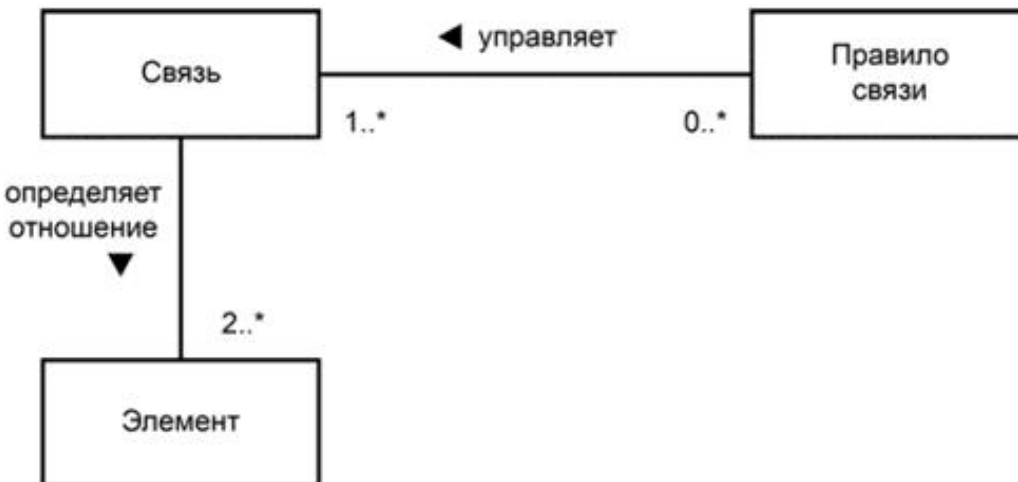 Связь
◄ управляет
Правило
связи
1..*
0..*
определяет
отношение
▼
2..*
Элемент